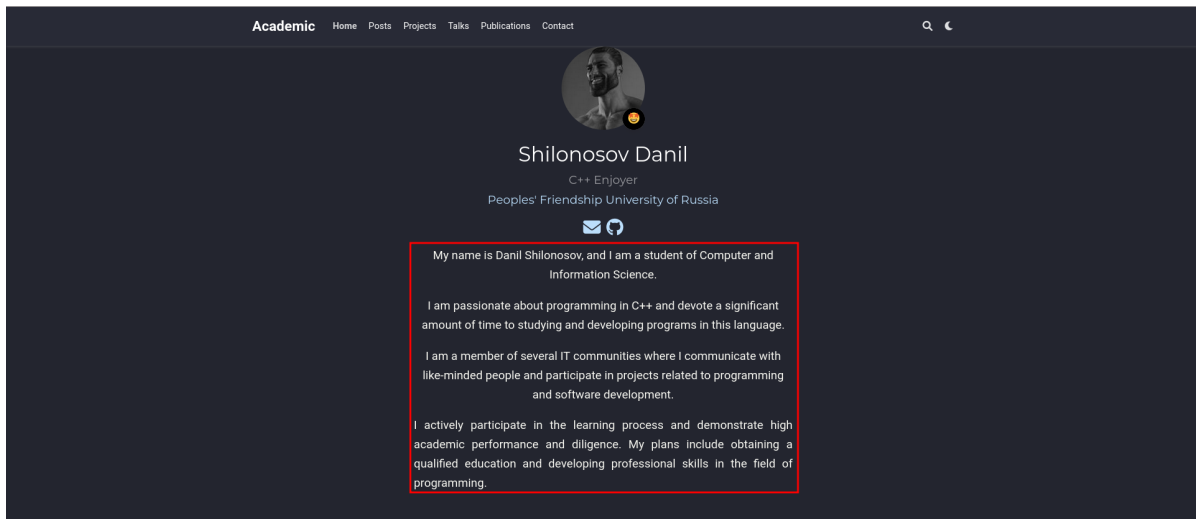 Academic Home Posts Projects Talks Publications Contact
Shilonosov Danil
C++ Enjoyer
Peoples' Friendship University of Russia
My name is Danil Shilonosov, and I am a student of Computer and
Information Science.
I am passionate about programming in C++ and devote a significant
amount of time to studying and developing programs in this language.
I am a member of several IT communities where I communicate with
like-minded people and participate in projects related to programming
and software development.
I actively participate in the learning process and demonstrate high
academic performance and diligence. My plans include obtaining a
qualified education and developing professional skills in the field of
programming.